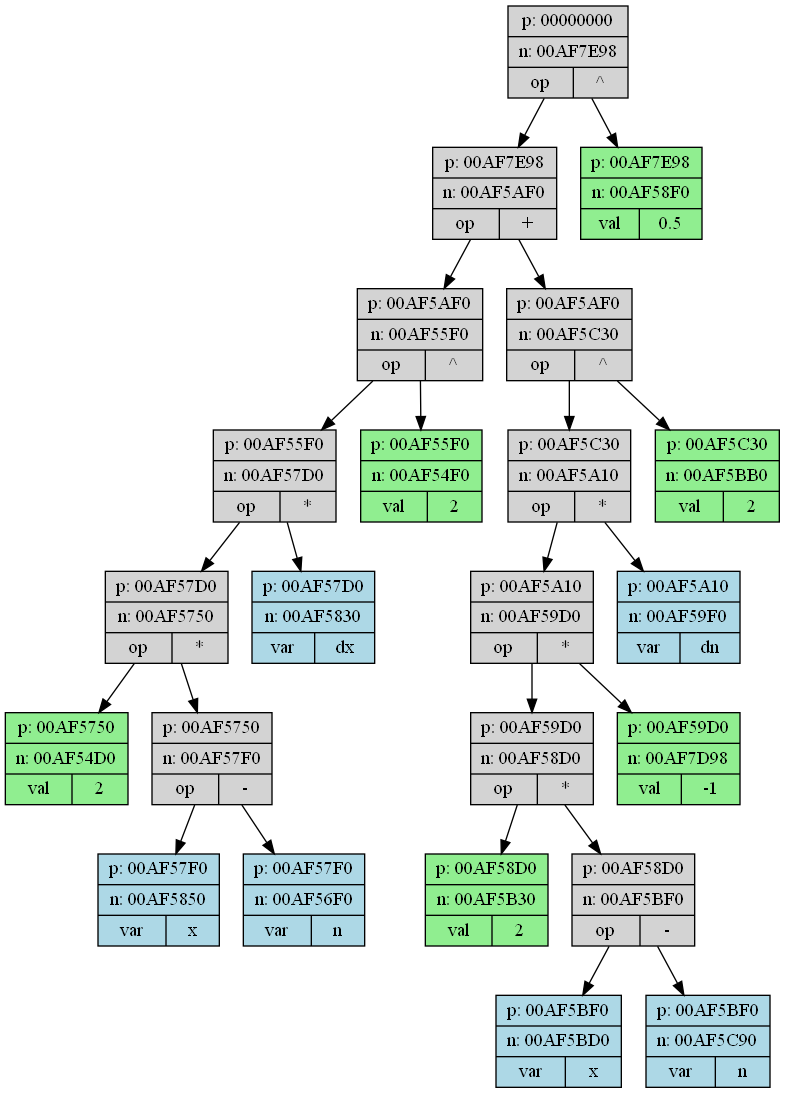 p: 00000000
n: 00AF7E98
op ^
p: 00AF7E98
n: 00AF5AF0
op +
p: 00AF7E98
n: 00AF58F0
val 0.5
p: 00AF5AF0
n: 00AF55F0
op ^
p: 00AF5AF0
n: 00AF5C30
op ^
p: 00AF55F0
n: 00AF57D0
op *
p: 00AF55F0
n: 00AF54F0
val 2
p: 00AF5C30
n: 00AF5A10
op *
p: 00AF5C30
n: 00AF5BB0
val 2
p: 00AF57D0
n: 00AF5750
op *
p: 00AF57D0
n: 00AF5830
var dx
p: 00AF5A10
n: 00AF59D0
op *
p: 00AF5A10
n: 00AF59F0
var dn
p: 00AF5750
n: 00AF54D0
val 2
p: 00AF5750
n: 00AF57F0
op -
p: 00AF59D0
n: 00AF58D0
op *
p: 00AF59D0
n: 00AF7D98
val -1
p: 00AF57F0
n: 00AF5850
var x
p: 00AF57F0
n: 00AF56F0
var n
p: 00AF58D0
n: 00AF5B30
val 2
p: 00AF58D0
n: 00AF5BF0
op -
p: 00AF5BF0
n: 00AF5BD0
var x
p: 00AF5BF0
n: 00AF5C90
var n